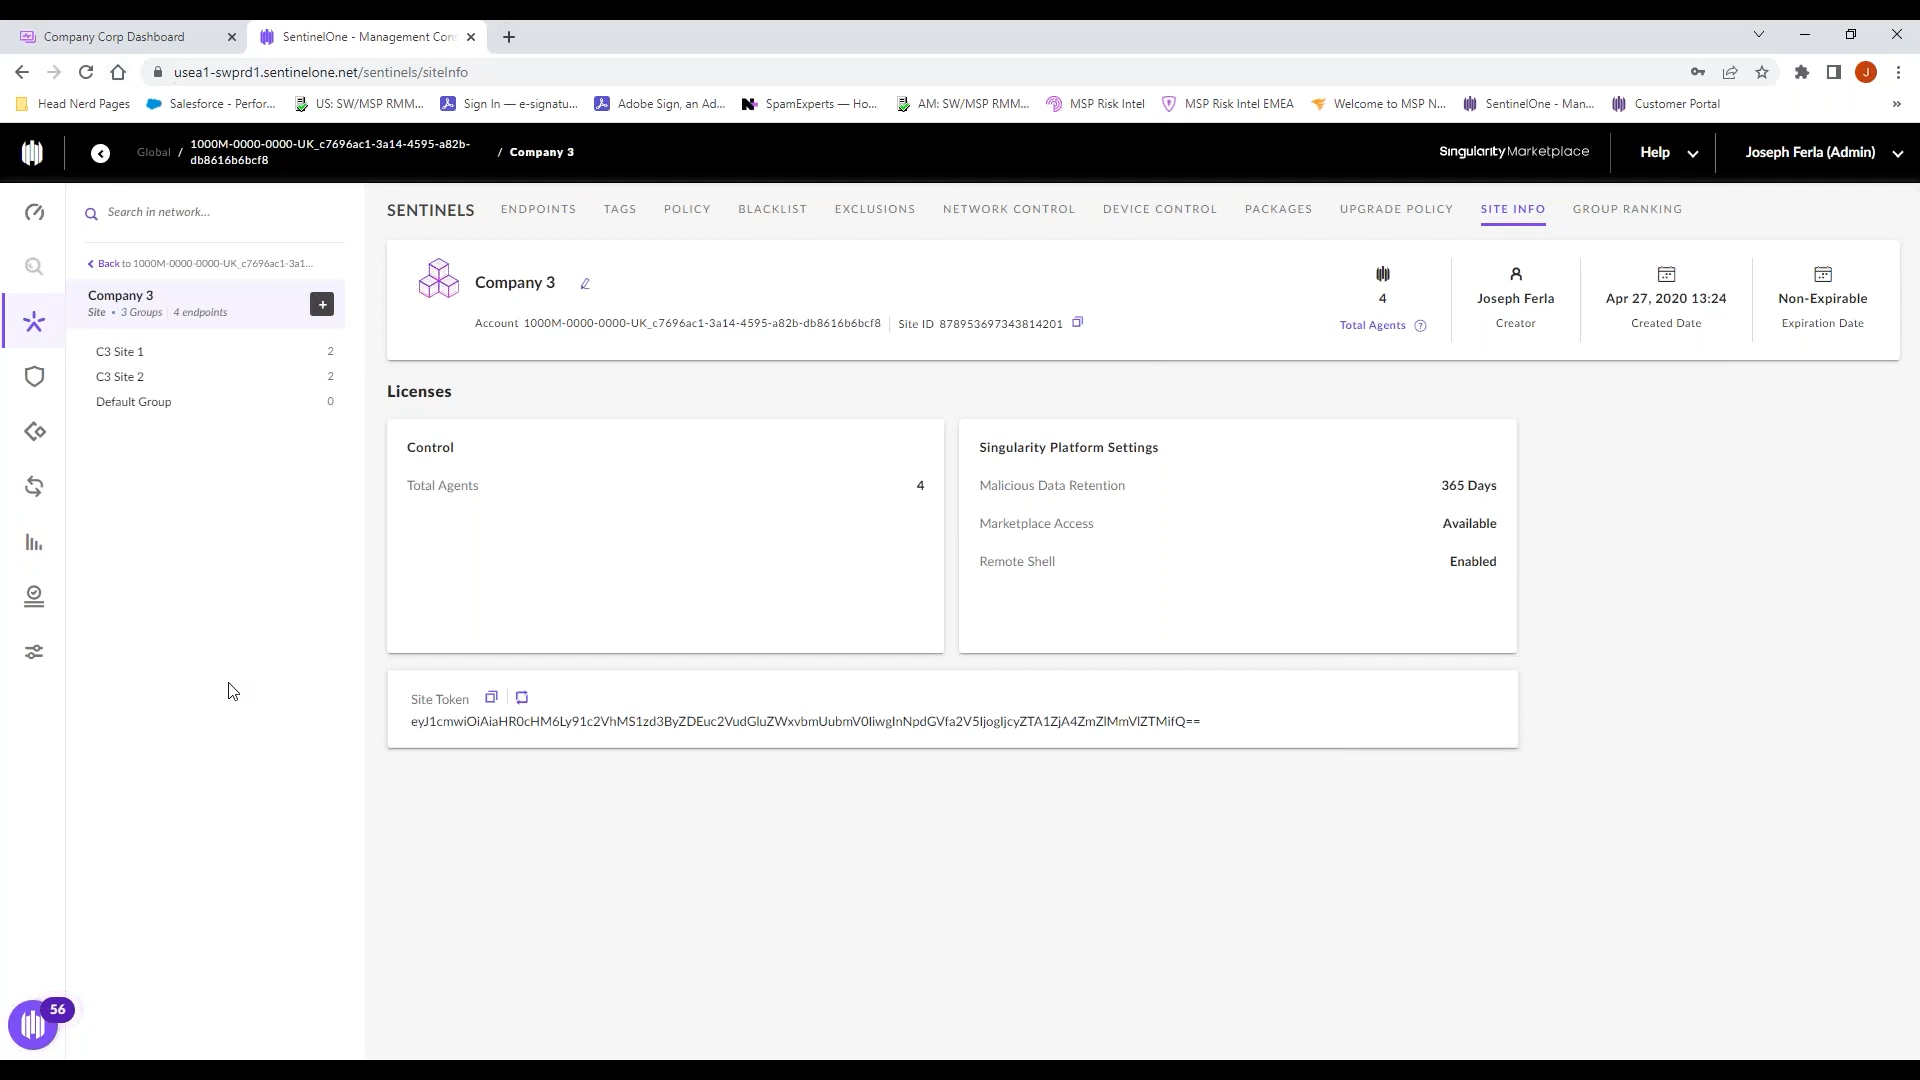 Company Corp Dashboard
SentinelOne - Management Con
usea1-swprd1.sentinelone.net/sentinels/siteInfo
J
Head Nerd Pages
Salesforce - Perfor...
US: SW/MSP RMM...
Sign In — e-signatu...
Adobe Sign, an Ad...
SpamExperts — Ho...
AM: SW/MSP RMM...
MSP Risk Intel
MSP Risk Intel EMEA
Welcome to MSP N...
SentinelOne - Man...
Customer Portal
Global / 1000M-0000-0000-UK_c7696ac1-3a14-4595-a82b-
db8616b6bcf8
/ Company 3
Singularity Marketplace
Help
Joseph Ferla (Admin)
Search in network...
Back to 1000M-0000-0000-UK_c7696ac1-3a1...
Company 3
Site • 3 Groups | 4 endpoints
+
C3 Site 1 2
C3 Site 2 2
Default Group 0
56
SENTINELS
ENDPOINTS
TAGS
POLICY
BLACKLIST
EXCLUSIONS
NETWORK CONTROL
DEVICE CONTROL
PACKAGES
UPGRADE POLICY
SITE INFO
GROUP RANKING
Company 3
Account 1000M-0000-0000-UK_c7696ac1-3a14-4595-a82b-db8616b6bcf8
Site ID 878953697343814201
4
Total Agents ?
Joseph Ferla
Creator
Apr 27, 2020 13:24
Created Date
Non-Expirable
Expiration Date
Licenses
Control
Total Agents 4
Singularity Platform Settings
Malicious Data Retention 365 Days
Marketplace Access Available
Remote Shell Enabled
Site Token